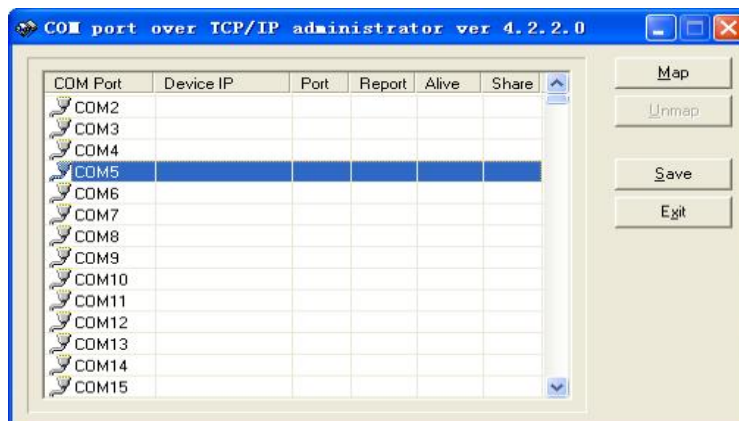 COM port over TCP/IP administrator ver 4.2.2.0
COM Port Device IP Port Report Alive Share
COM2
COM3
COM4
COM5
COM6
COM7
COM8
COM9
COM10
COM11
COM12
COM13
COM14
COM15
Map
Unmap
Save
Exit